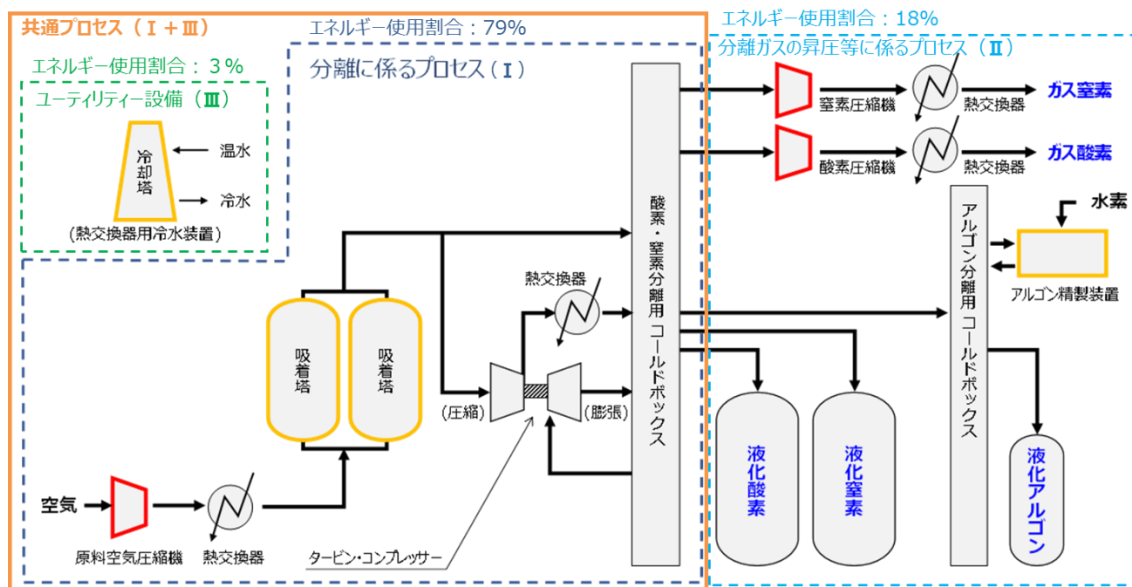 共通プロセス（Ⅰ＋Ⅲ）
エネルギー使用割合：79%
エネルギー使用割合：18%
分離ガスの昇圧等に係るプロセス（Ⅱ）
エネルギー使用割合：3％
分離に係るプロセス（Ⅰ）
ユーティリティー設備（Ⅲ）
冷却塔
温水
冷水
(熱交換器用冷水装置)
窒素圧縮機
熱交換器
ガス窒素
酸素圧縮機
熱交換器
ガス酸素
酸素・窒素分離用 コールドボックス
アルゴン分離用 コールドボックス
水素
アルゴン精製装置
熱交換器
吸着塔
吸着塔
(圧縮)
(膨張)
液化酸素
液化窒素
液化アルゴン
空気
原料空気圧縮機
熱交換器
タービン・コンプレッサー